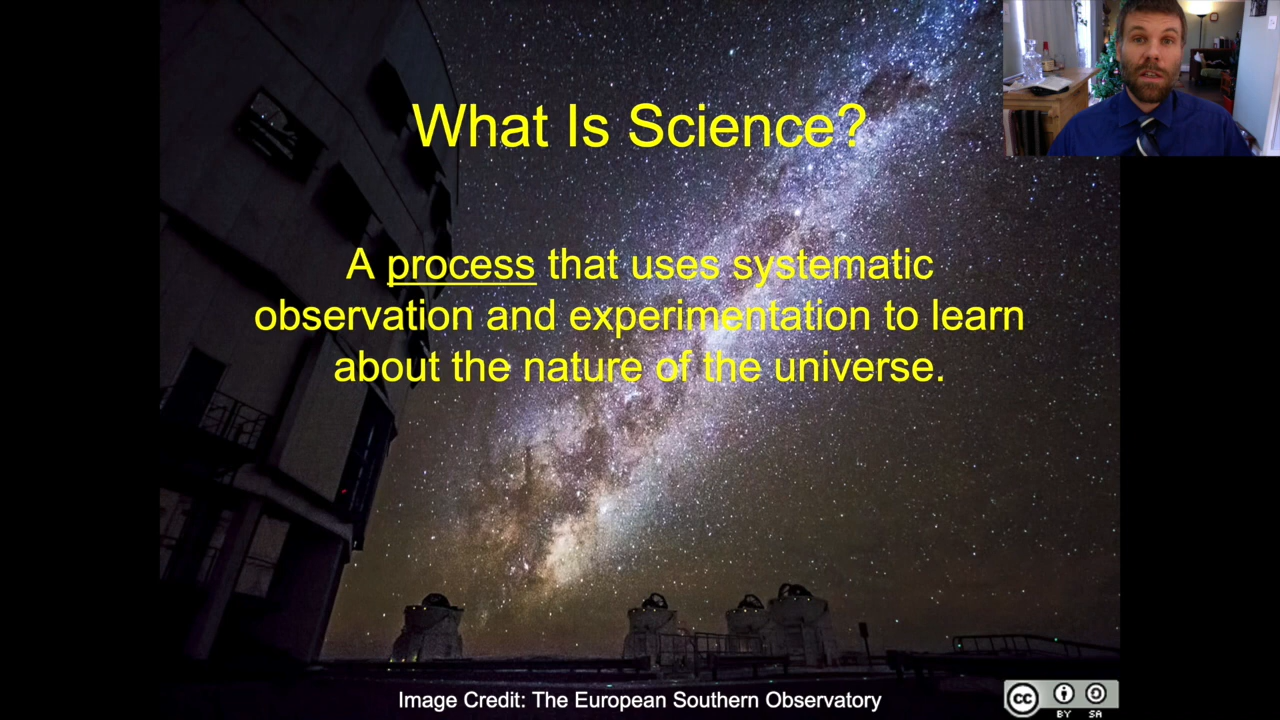 What Is Science?
A process that uses systematic
observation and experimentation to learn
about the nature of the universe.
Image Credit: The European Southern Observatory
cc
BY SA